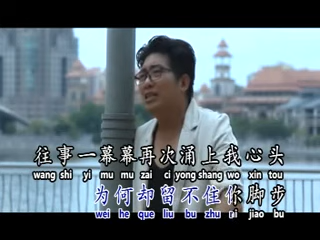 往事一幕幕再次涌上我心头
wang shi yi mu mu zai ci yong shang wo xin tou
为何却留不住你脚步
wei he que liu bu zhu ni jiao bu